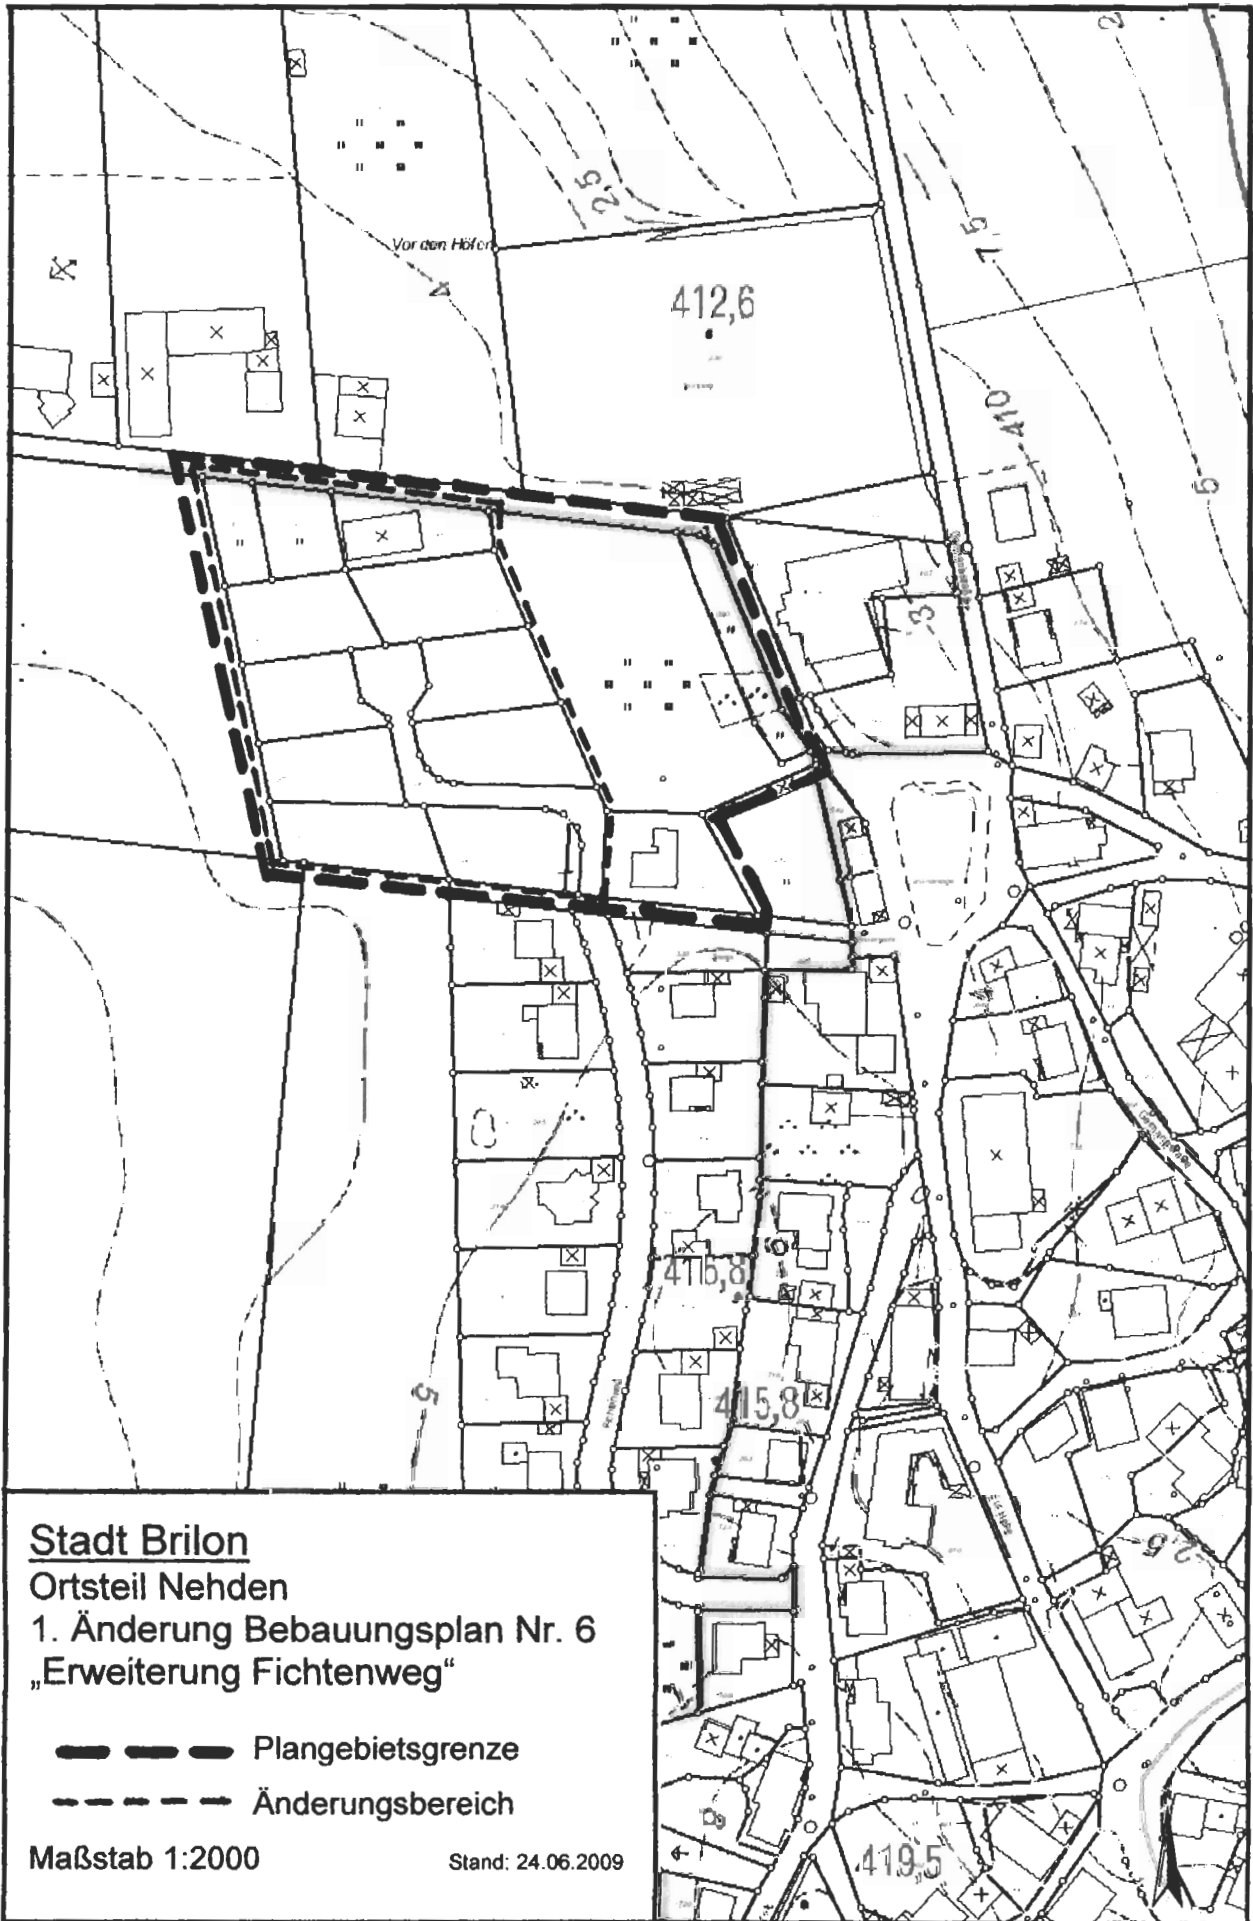 2,5
7,5
Vor den Höfen
4
412,6
410
5
3
415,8
5
415,8
Stadt Brilon
Ortsteil Nehden
1. Änderung Bebauungsplan Nr. 6
„Erweiterung Fichtenweg“
Plangebietsgrenze
Änderungsbereich
Maßstab 1:2000
Stand: 24.06.2009
419,5